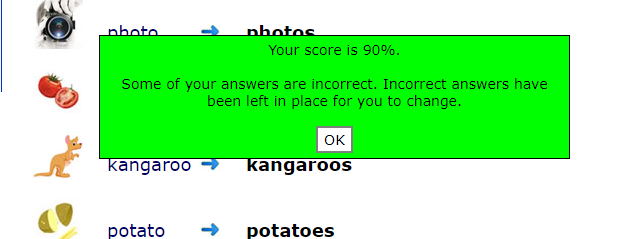 photo photos
Your score is 90%.
Some of your answers are incorrect. Incorrect answers have
been left in place for you to change.
OK
kangaroo kangaroos
potato potatoes